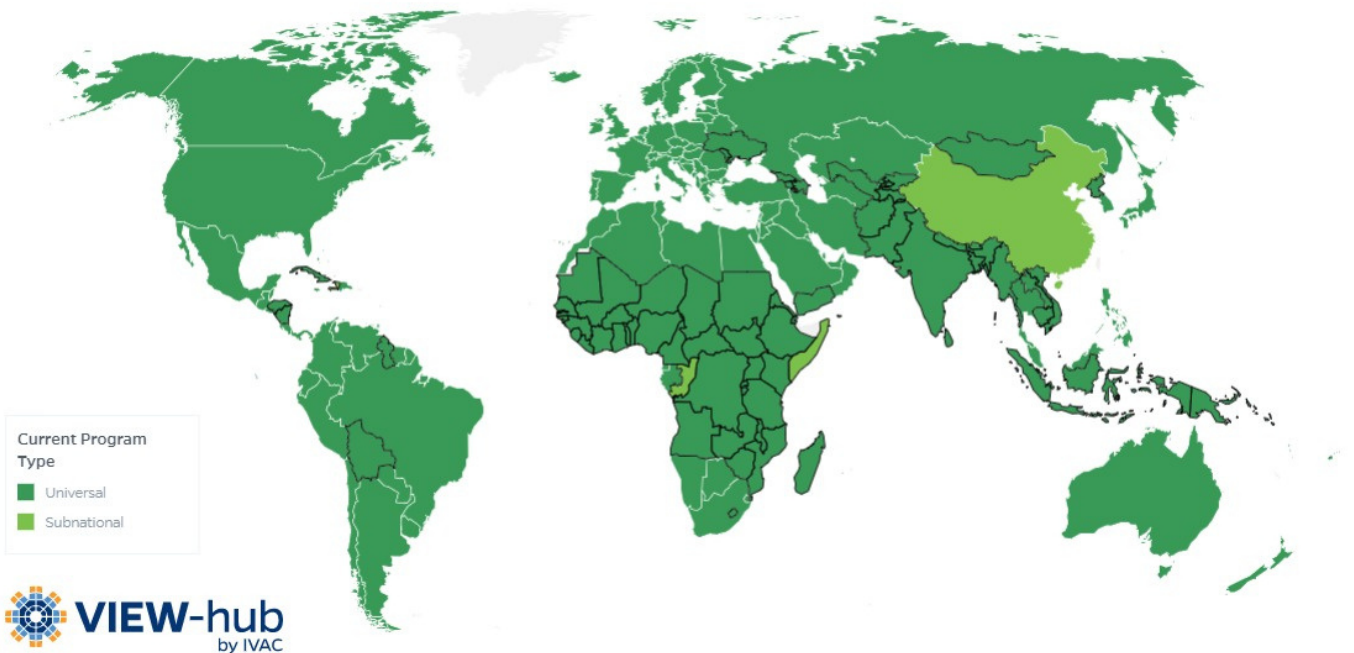 Current Program
Type
Universal
Subnational
VIEW-hub
by IVAC